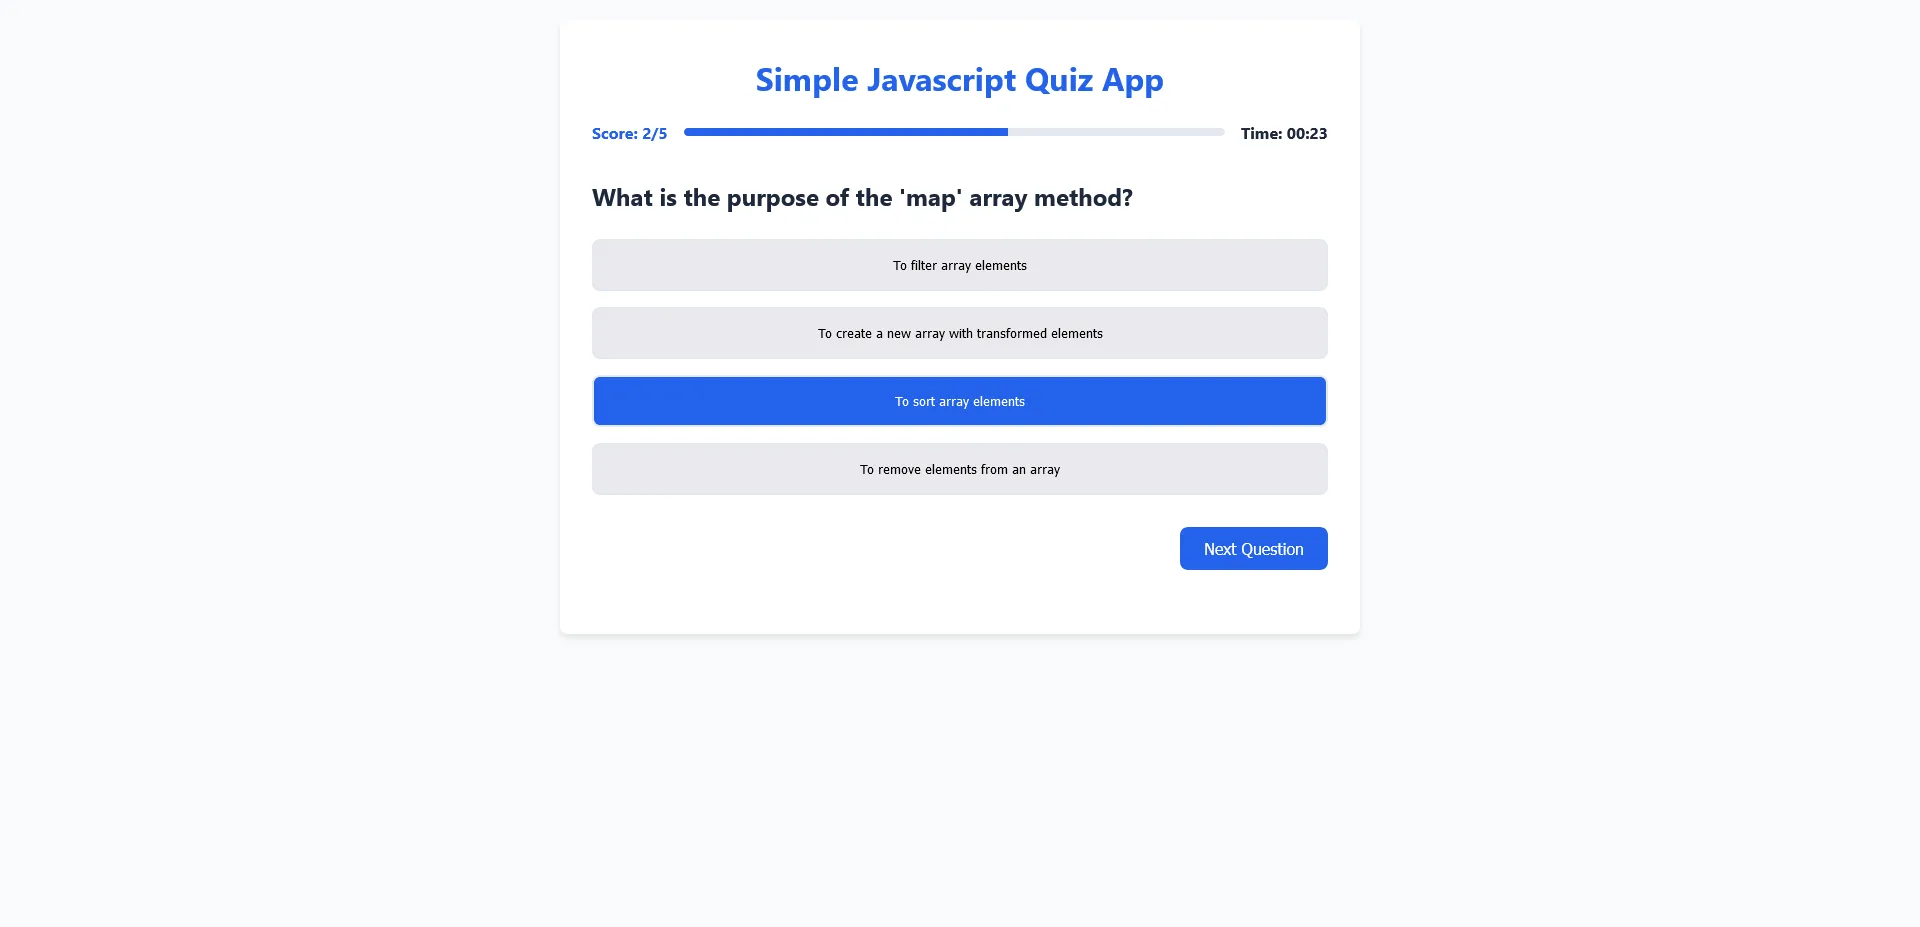 Simple Javascript Quiz App
Score: 2/5
Time: 00:23
What is the purpose of the 'map' array method?
To filter array elements
To create a new array with transformed elements
To sort array elements
To remove elements from an array
Next Question